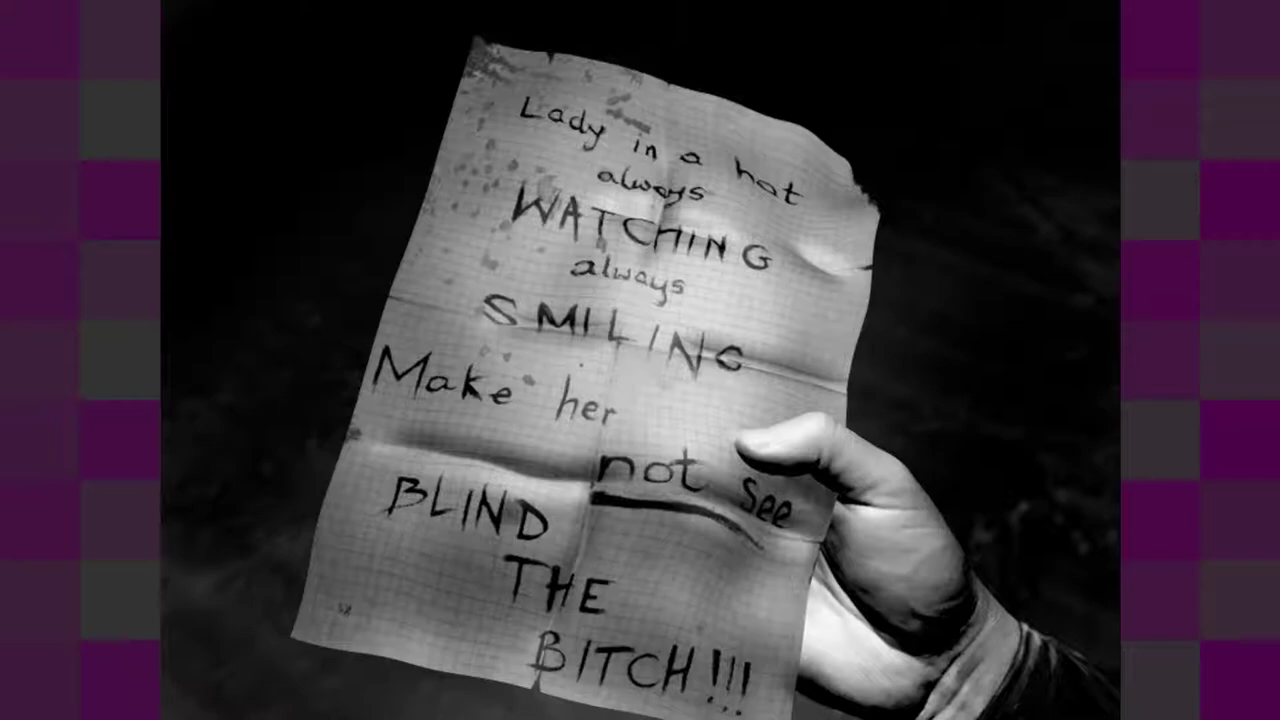 Lady in a hat
always
WATCHING
always
SMILING
Make her
not see
BLIND
THE
BITCH!!!